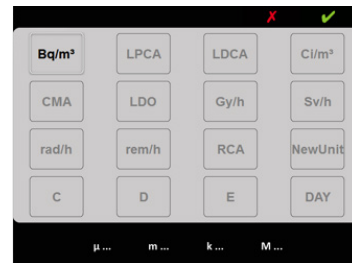 Bq/m³ LPCA LDCA Ci/m³
CMA LDO Gy/h Sv/h
rad/h rem/h RCA NewUnit
C D E DAY
µ ... m ... k ... M ...